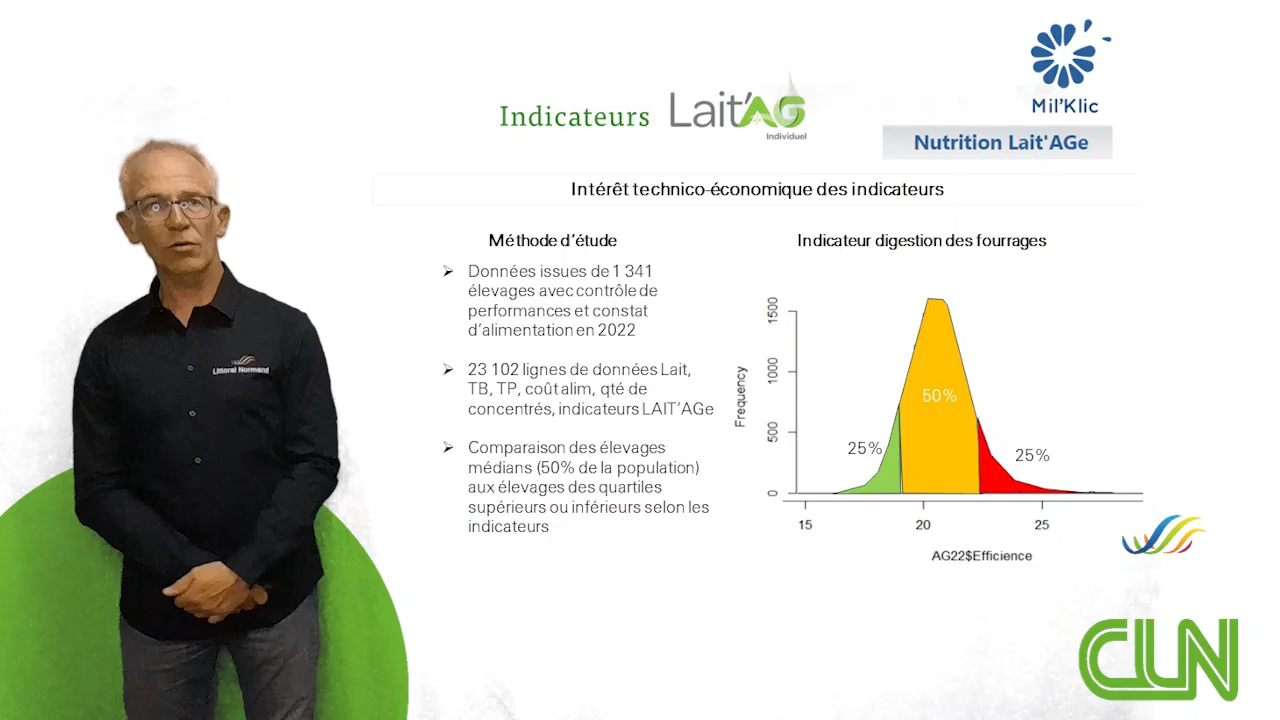 Mil'Klic
Indicateurs Lait'AG
Individuel
Nutrition Lait'AGe
Intérêt technico-économique des indicateurs
Méthode d'étude
Données issues de 1 341
élevages avec contrôle de
performances et constat
d'alimentation en 2022
23 102 lignes de données Lait,
TB, TP, coût alim, qté de
concentrés, indicateurs LAIT'AGe
Comparaison des élevages
médians (50% de la population)
aux élevages des quartiles
supérieurs ou inférieurs selon les
indicateurs
Indicateur digestion des fourrages
Frequency
1500
1000
500
0
50%
25%
25%
15
20
25
AG22$Efficience
Littoral Normand
CLN